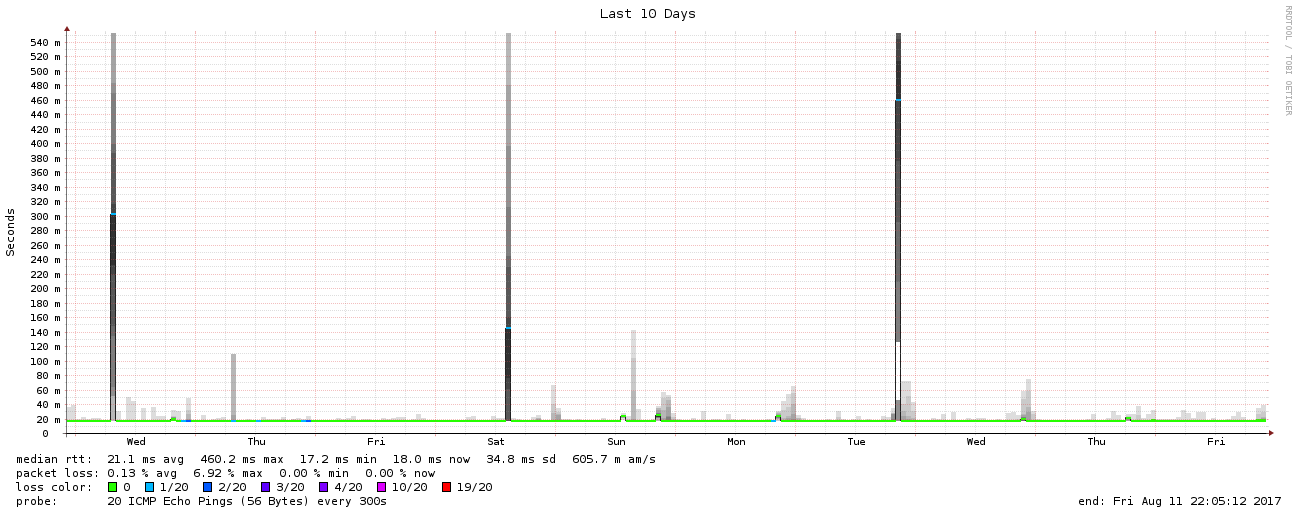 Last 10 Days
RRDTOOL / TOBI OETIKER
Seconds
540 m
520 m
500 m
480 m
460 m
440 m
420 m
400 m
380 m
360 m
340 m
320 m
300 m
280 m
260 m
240 m
220 m
200 m
180 m
160 m
140 m
120 m
100 m
80 m
60 m
40 m
20 m
0
Wed Thu Fri Sat Sun Mon Tue Wed Thu Fri
median rtt: 21.1 ms avg 460.2 ms max 17.2 ms min 18.0 ms now 34.8 ms sd 605.7 m am/s
packet loss: 0.13 % avg 6.92 % max 0.00 % min 0.00 % now
loss color: 0 1/20 2/20 3/20 4/20 10/20 19/20
probe: 20 ICMP Echo Pings (56 Bytes) every 300s end: Fri Aug 11 22:05:12 2017